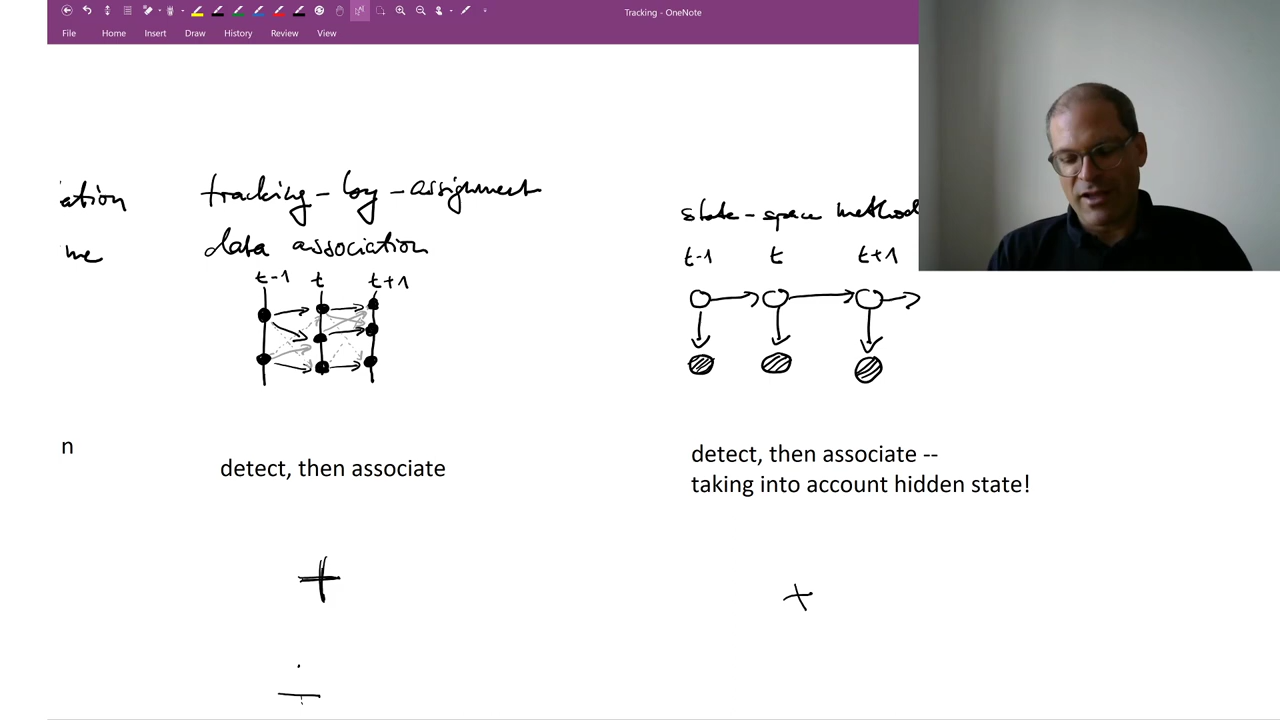 Tracking - OneNote
File Home Insert Draw History Review View
ation
me
n
tracking-by-assignment
data association
t-1 t t+1
detect, then associate
+
state-space method
t-1 t t+1
detect, then associate --
taking into account hidden state!
+